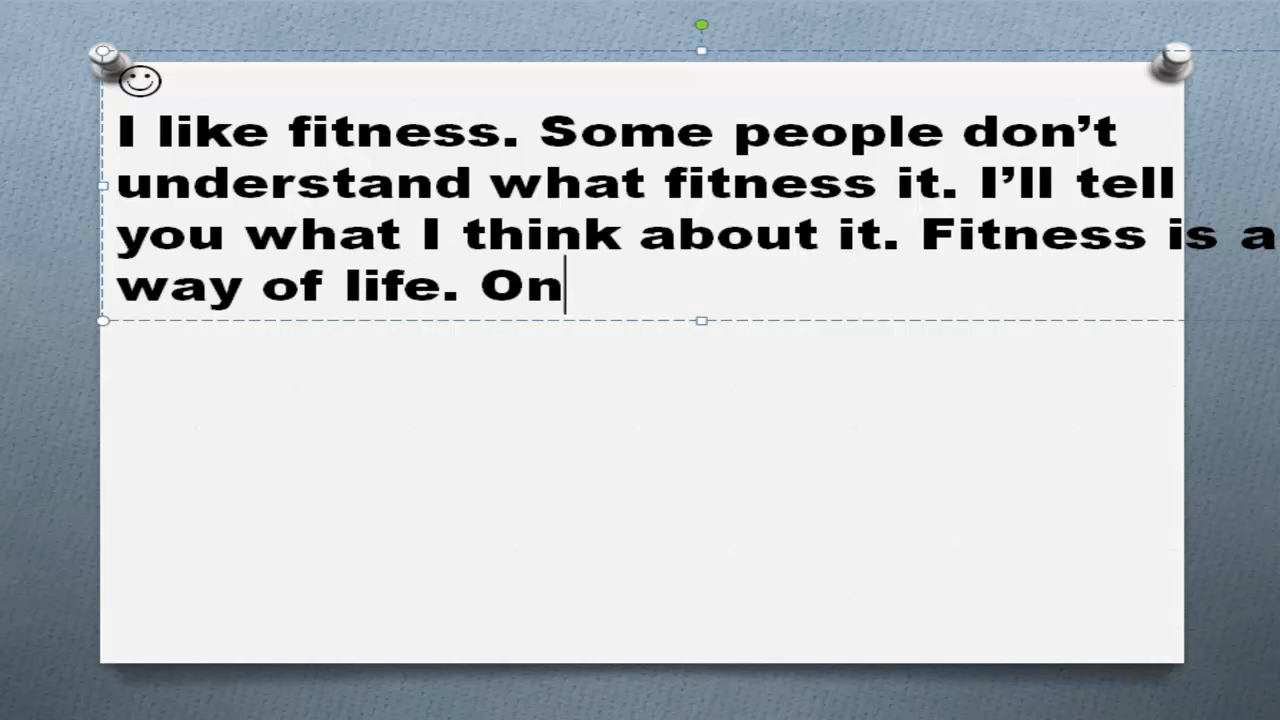 I like fitness. Some people don’t
understand what fitness it. I’ll tell
you what I think about it. Fitness is a
way of life. On